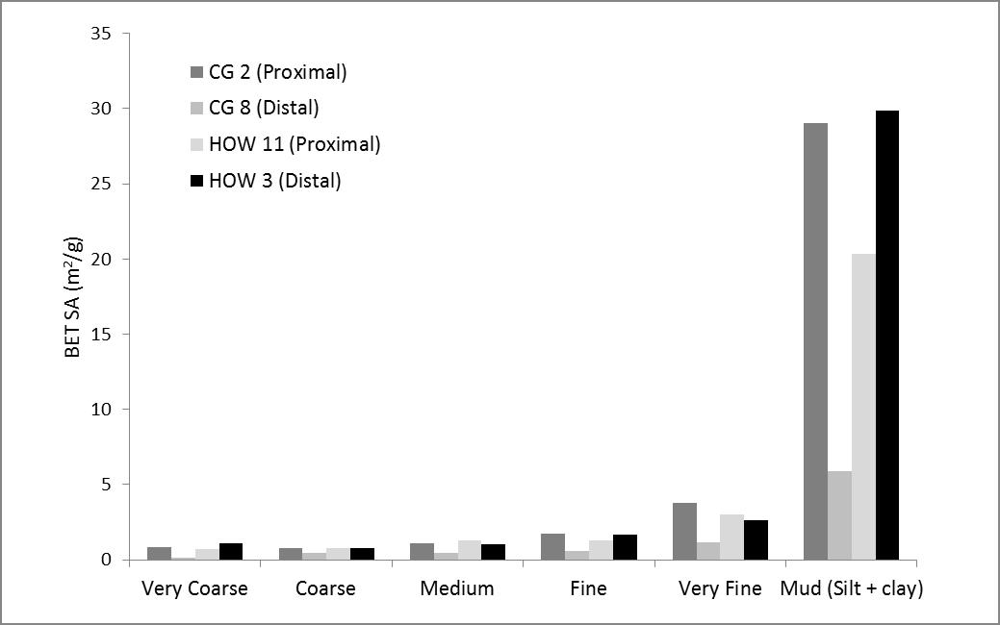 35
30
25
20
15
10
5
0
BET SA (m²/g)
CG 2 (Proximal)
CG 8 (Distal)
HOW 11 (Proximal)
HOW 3 (Distal)
Very Coarse Coarse Medium Fine Very Fine Mud (Silt + clay)